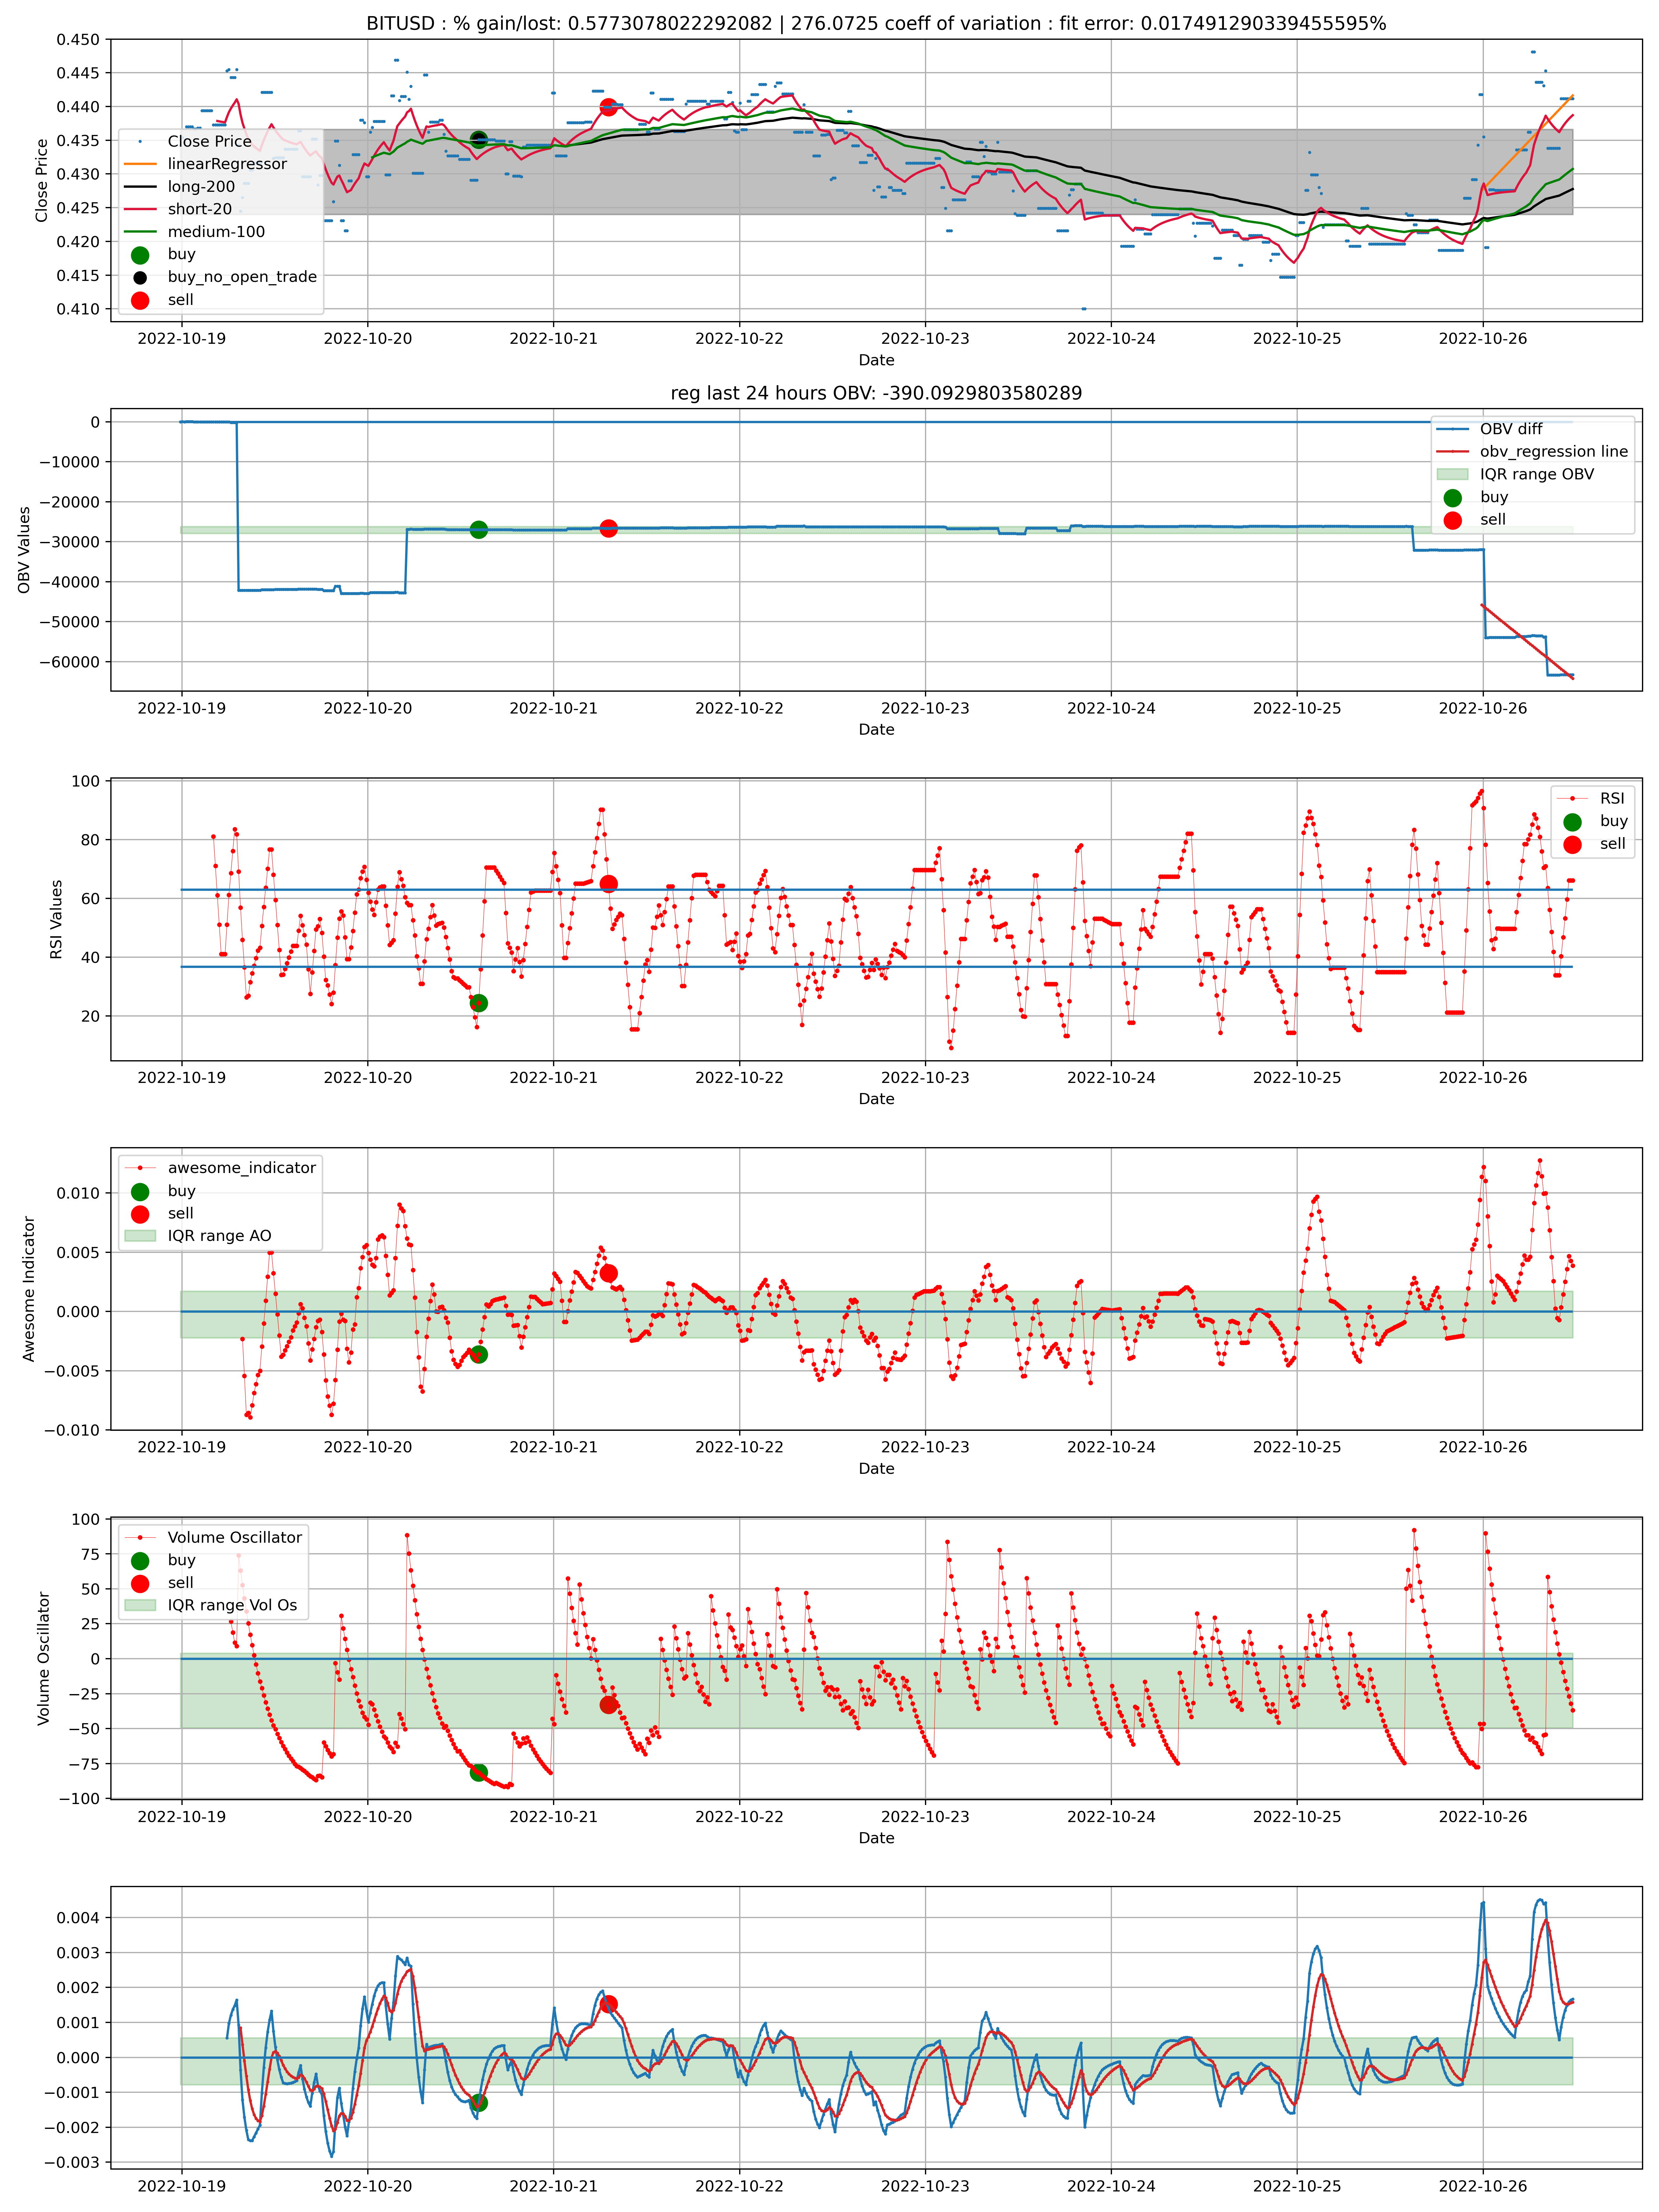 BITUSD : % gain/lost: 0.5773078022292082 | 276.0725 coeff of variation : fit error: 0.017491290339455595%
0.450
0.445
0.440
0.435
0.430
0.425
0.420
0.415
0.410
Close Price
Close Price
linearRegressor
long-200
short-20
medium-100
buy
buy_no_open_trade
sell
2022-10-19 2022-10-20 2022-10-21 2022-10-22 2022-10-23 2022-10-24 2022-10-25 2022-10-26
Date
reg last 24 hours OBV: -390.0929803580289
0
−10000
−20000
−30000
−40000
−50000
−60000
OBV Values
OBV diff
obv_regression line
IQR range OBV
buy
sell
2022-10-19 2022-10-20 2022-10-21 2022-10-22 2022-10-23 2022-10-24 2022-10-25 2022-10-26
Date
100
80
60
40
20
RSI Values
RSI
buy
sell
2022-10-19 2022-10-20 2022-10-21 2022-10-22 2022-10-23 2022-10-24 2022-10-25 2022-10-26
Date
0.010
0.005
0.000
−0.005
−0.010
Awesome Indicator
awesome_indicator
buy
sell
IQR range AO
2022-10-19 2022-10-20 2022-10-21 2022-10-22 2022-10-23 2022-10-24 2022-10-25 2022-10-26
Date
100
75
50
25
0
−25
−50
−75
−100
Volume Oscillator
Volume Oscillator
buy
sell
IQR range Vol Os
2022-10-19 2022-10-20 2022-10-21 2022-10-22 2022-10-23 2022-10-24 2022-10-25 2022-10-26
Date
0.004
0.003
0.002
0.001
0.000
−0.001
−0.002
−0.003
2022-10-19 2022-10-20 2022-10-21 2022-10-22 2022-10-23 2022-10-24 2022-10-25 2022-10-26